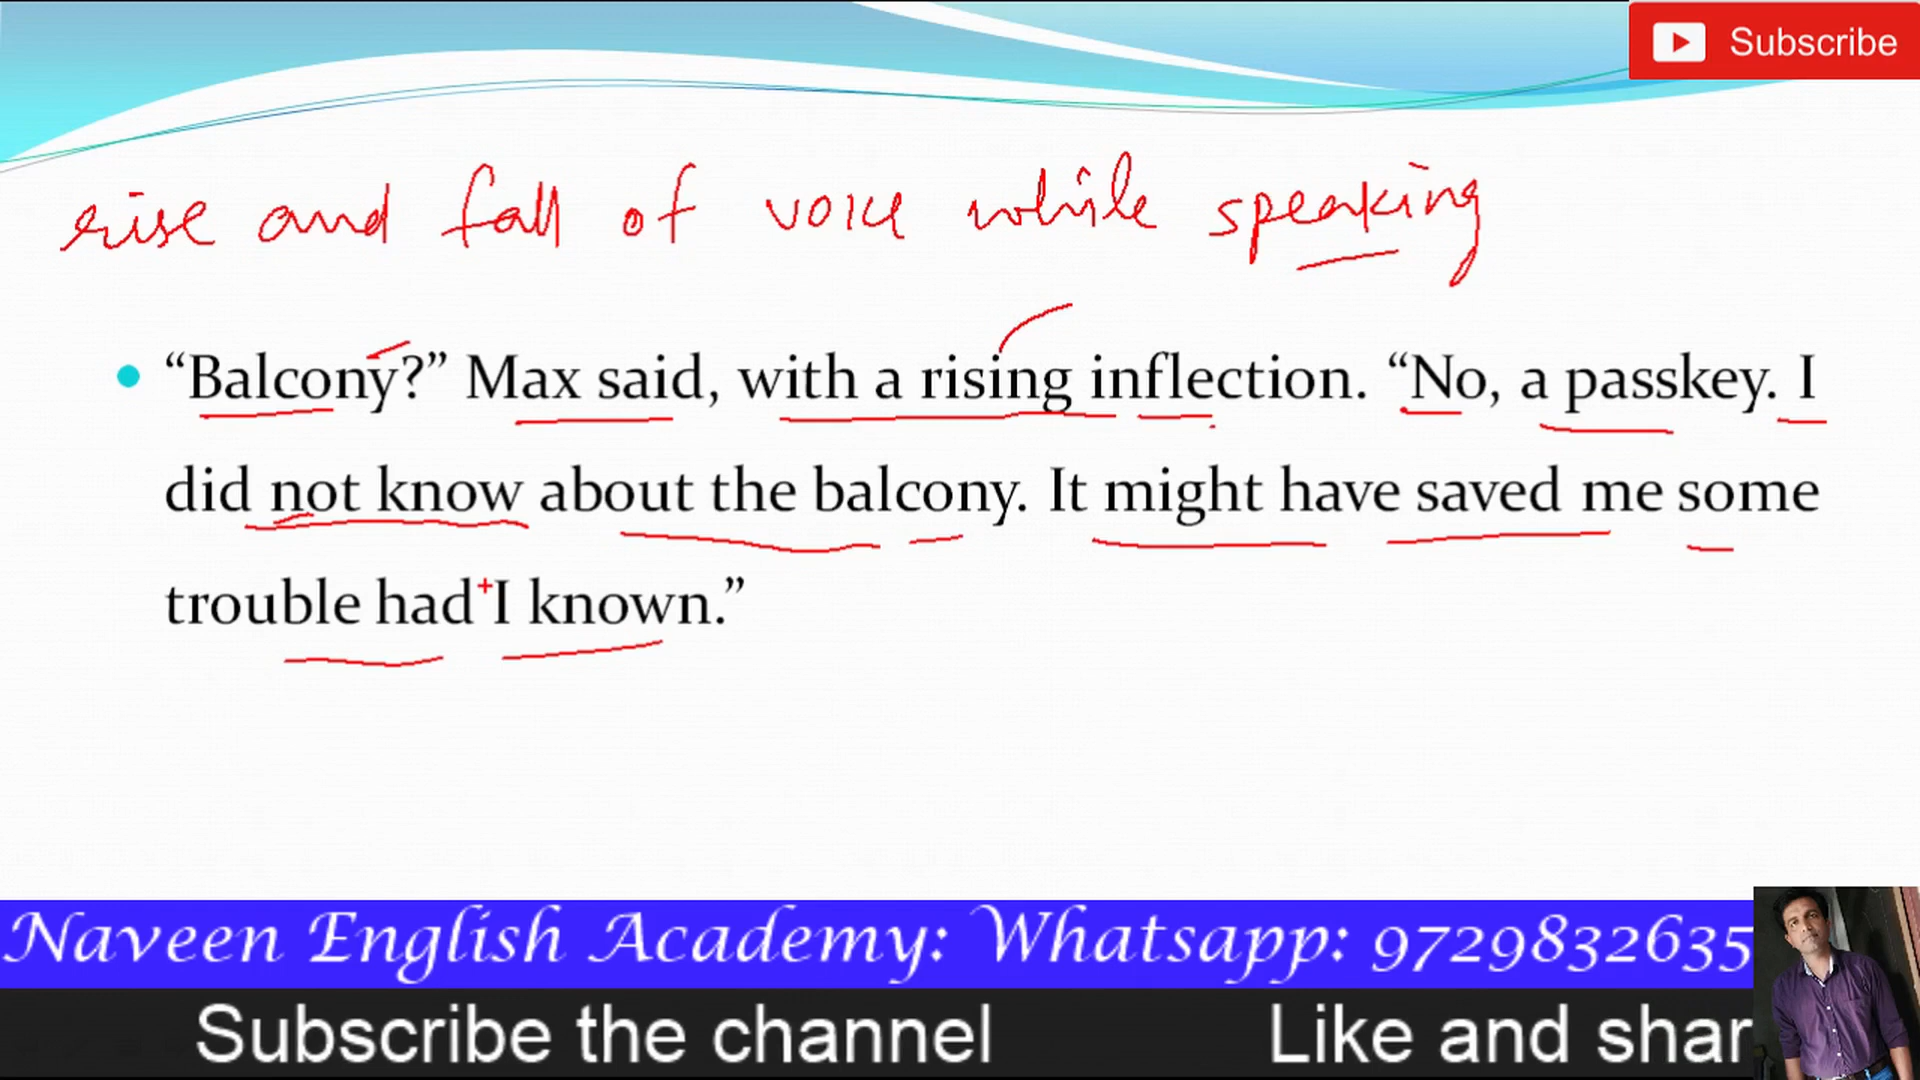 Subscribe
rise and fall of voice while speaking
“Balcony?” Max said, with a rising inflection. “No, a passkey. I
did not know about the balcony. It might have saved me some
trouble had I known.”
Naveen English Academy: Whatsapp: 9729832635
Subscribe the channel Like and shar